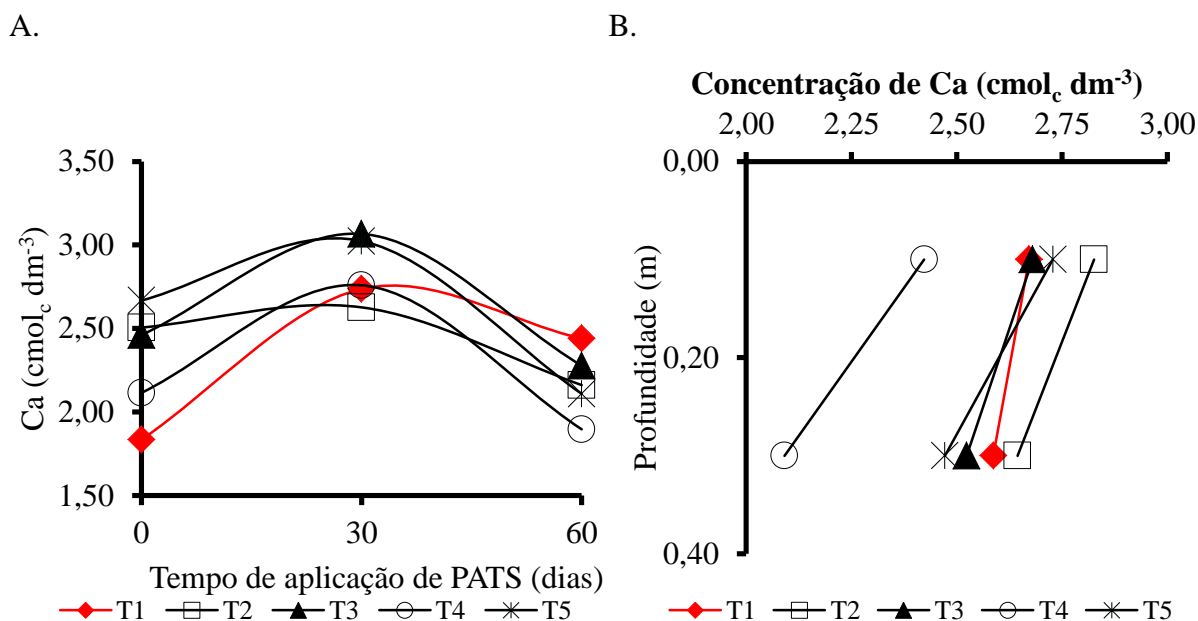 A.
B.
Concentração de Ca (cmolc dm-3)
2,00 2,25 2,50 2,75 3,00
0,00
0,20
0,40
Profundidade (m)
3,50
3,00
2,50
2,00
1,50
Ca (cmolc dm-3)
0 30 60
Tempo de aplicação de PATS (dias)
T1 T2 T3 T4 T5
T1 T2 T3 T4 T5